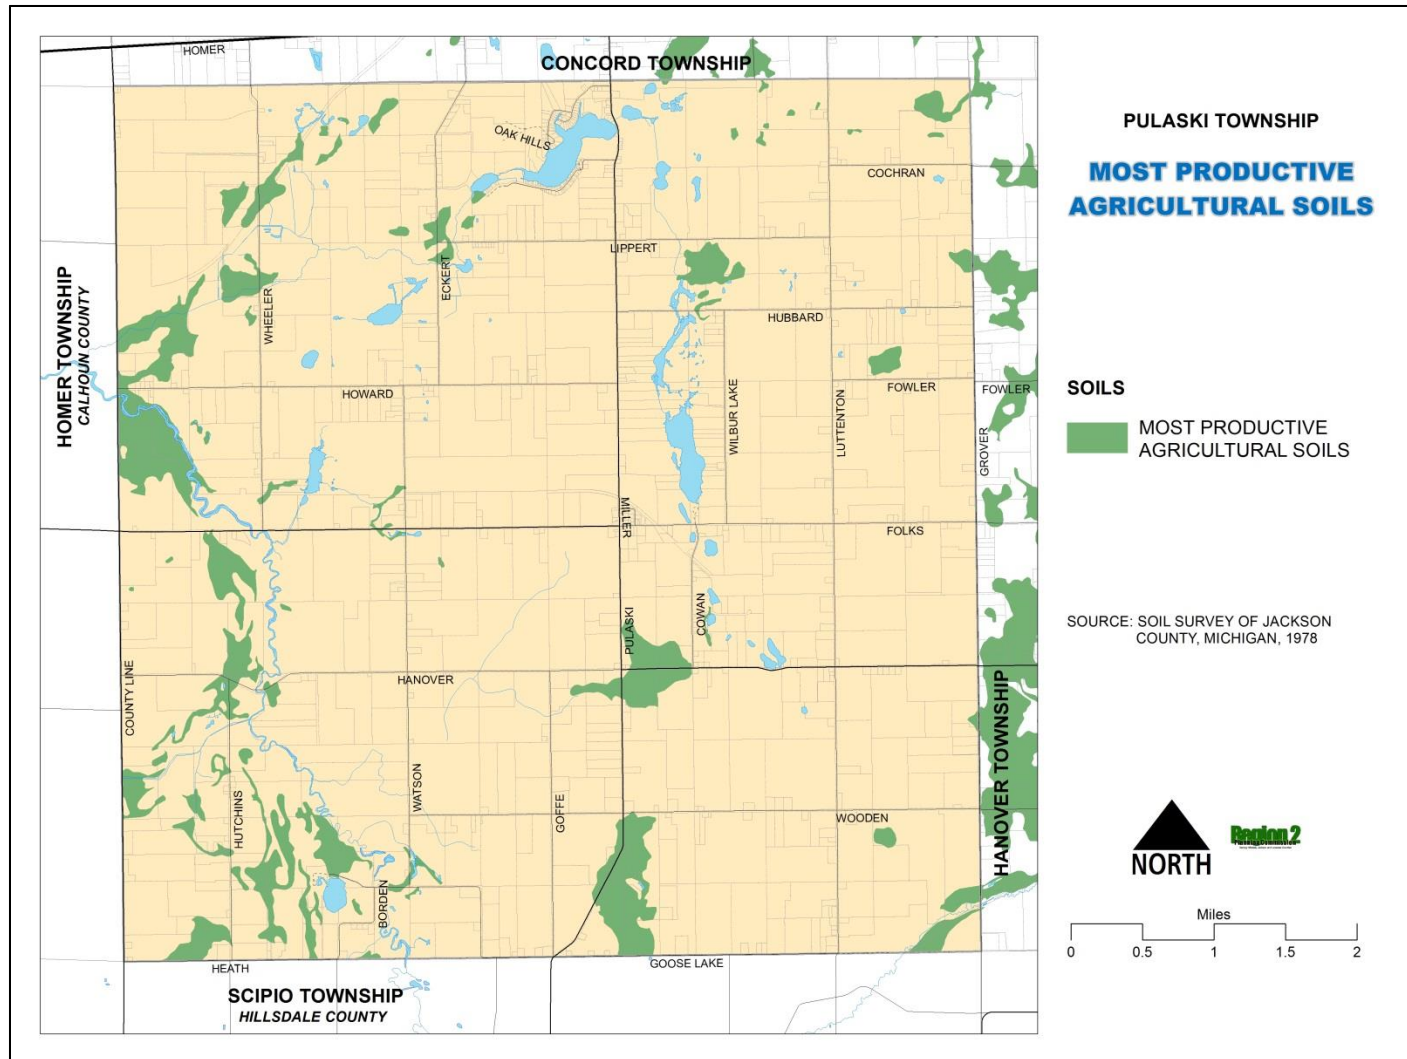 HOMER
CONCORD TOWNSHIP
OAK HILLS
COCHRAN
LIPPERT
ECKERT
WHEELER
HUBBARD
HOMER TOWNSHIP
CALHOUN COUNTY
HOWARD
WILBUR LAKE
LUTTENTON
FOWLER
FOWLER
GROVER
MILLER
FOLKS
PULASKI
COWAN
COUNTY LINE
HANOVER
HANOVER TOWNSHIP
HUTCHINS
WATSON
GOFFE
WOODEN
BORDEN
HEATH
GOOSE LAKE
SCIPIO TOWNSHIP
HILLSDALE COUNTY
PULASKI TOWNSHIP
MOST PRODUCTIVE
AGRICULTURAL SOILS
SOILS
MOST PRODUCTIVE
AGRICULTURAL SOILS
SOURCE: SOIL SURVEY OF JACKSON
COUNTY, MICHIGAN, 1978
NORTH
Region 2
Planning Commission
Miles
0 0.5 1 1.5 2